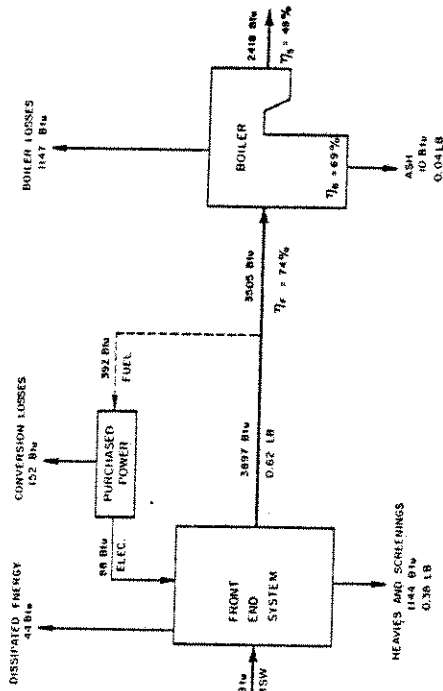 DISSIPATED ENERGY
44 Btu
CONVERSION LOSSES
152 Btu
BOILER LOSSES
1147 Btu
PURCHASED
POWER
88 Btu
ELEC.
392 Btu
FUEL
Btu
MSW
FRONT
END
SYSTEM
3897 Btu
0.62 LB
3505 Btu
ηF = 74%
BOILER
ηB = 69%
2418 Btu
ηS = 48%
HEAVIES AND SCREENINGS
1144 Btu
0.38 LB
ASH
10 Btu
0.04 LB